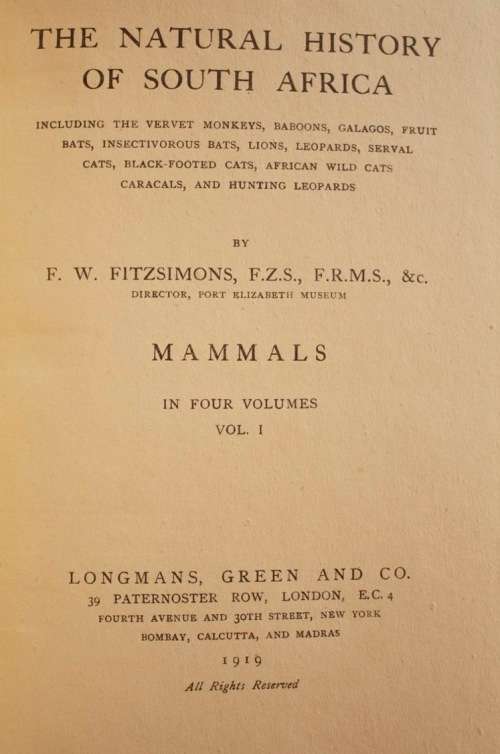 THE NATURAL HISTORY
OF SOUTH AFRICA
INCLUDING THE VERVET MONKEYS, BABOONS, GALAGOS, FRUIT
BATS, INSECTIVOROUS BATS, LIONS, LEOPARDS, SERVAL
CATS, BLACK-FOOTED CATS, AFRICAN WILD CATS
CARACALS, AND HUNTING LEOPARDS
BY
F. W. FITZSIMONS, F.Z.S., F.R.M.S., &c.
DIRECTOR, PORT ELIZABETH MUSEUM
MAMMALS
IN FOUR VOLUMES
VOL. I
LONGMANS, GREEN AND CO.
39 PATERNOSTER ROW, LONDON, E.C. 4
FOURTH AVENUE AND 30TH STREET, NEW YORK
BOMBAY, CALCUTTA, AND MADRAS
1919
All Rights Reserved